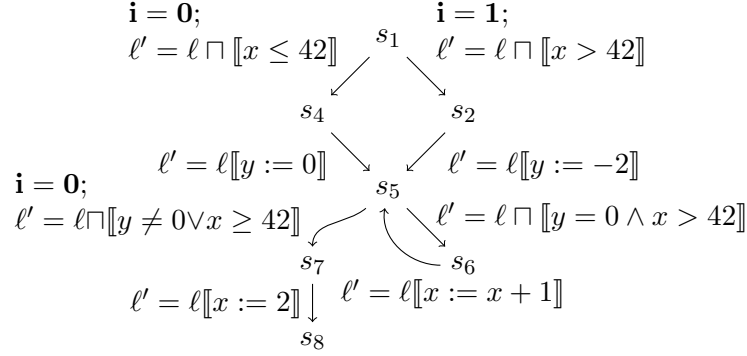 i = 0; i = 1;
ℓ′ = ℓ ⊓ ⟦x ≤ 42⟧ s₁ ℓ′ = ℓ ⊓ ⟦x > 42⟧
s₄ s₂
ℓ′ = ℓ⟦y := 0⟧ ℓ′ = ℓ⟦y := −2⟧
i = 0; s₅
ℓ′ = ℓ⊓⟦y ≠ 0∨x ≥ 42⟧ ℓ′ = ℓ ⊓ ⟦y = 0 ∧ x > 42⟧
s₇ s₆
ℓ′ = ℓ⟦x := 2⟧ ℓ′ = ℓ⟦x := x + 1⟧
s₈